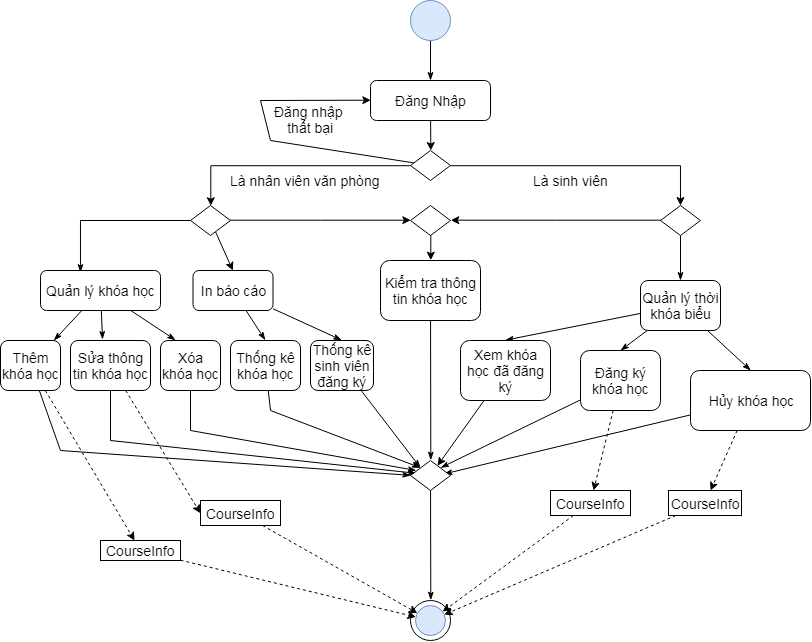 Đăng Nhập
Đăng nhập
thất bại
Là nhân viên văn phòng
Là sinh viên
Quản lý khóa học
In báo cáo
Kiểm tra thông
tin khóa học
Quản lý thời
khóa biểu
Thêm
khóa học
Sửa thông
tin khóa học
Xóa
khóa học
Thống kê
khóa học
Thống kê
sinh viên
đăng ký
Xem khóa
học đã đăng
ký
Đăng ký
khóa học
Hủy khóa học
CourseInfo
CourseInfo
CourseInfo
CourseInfo